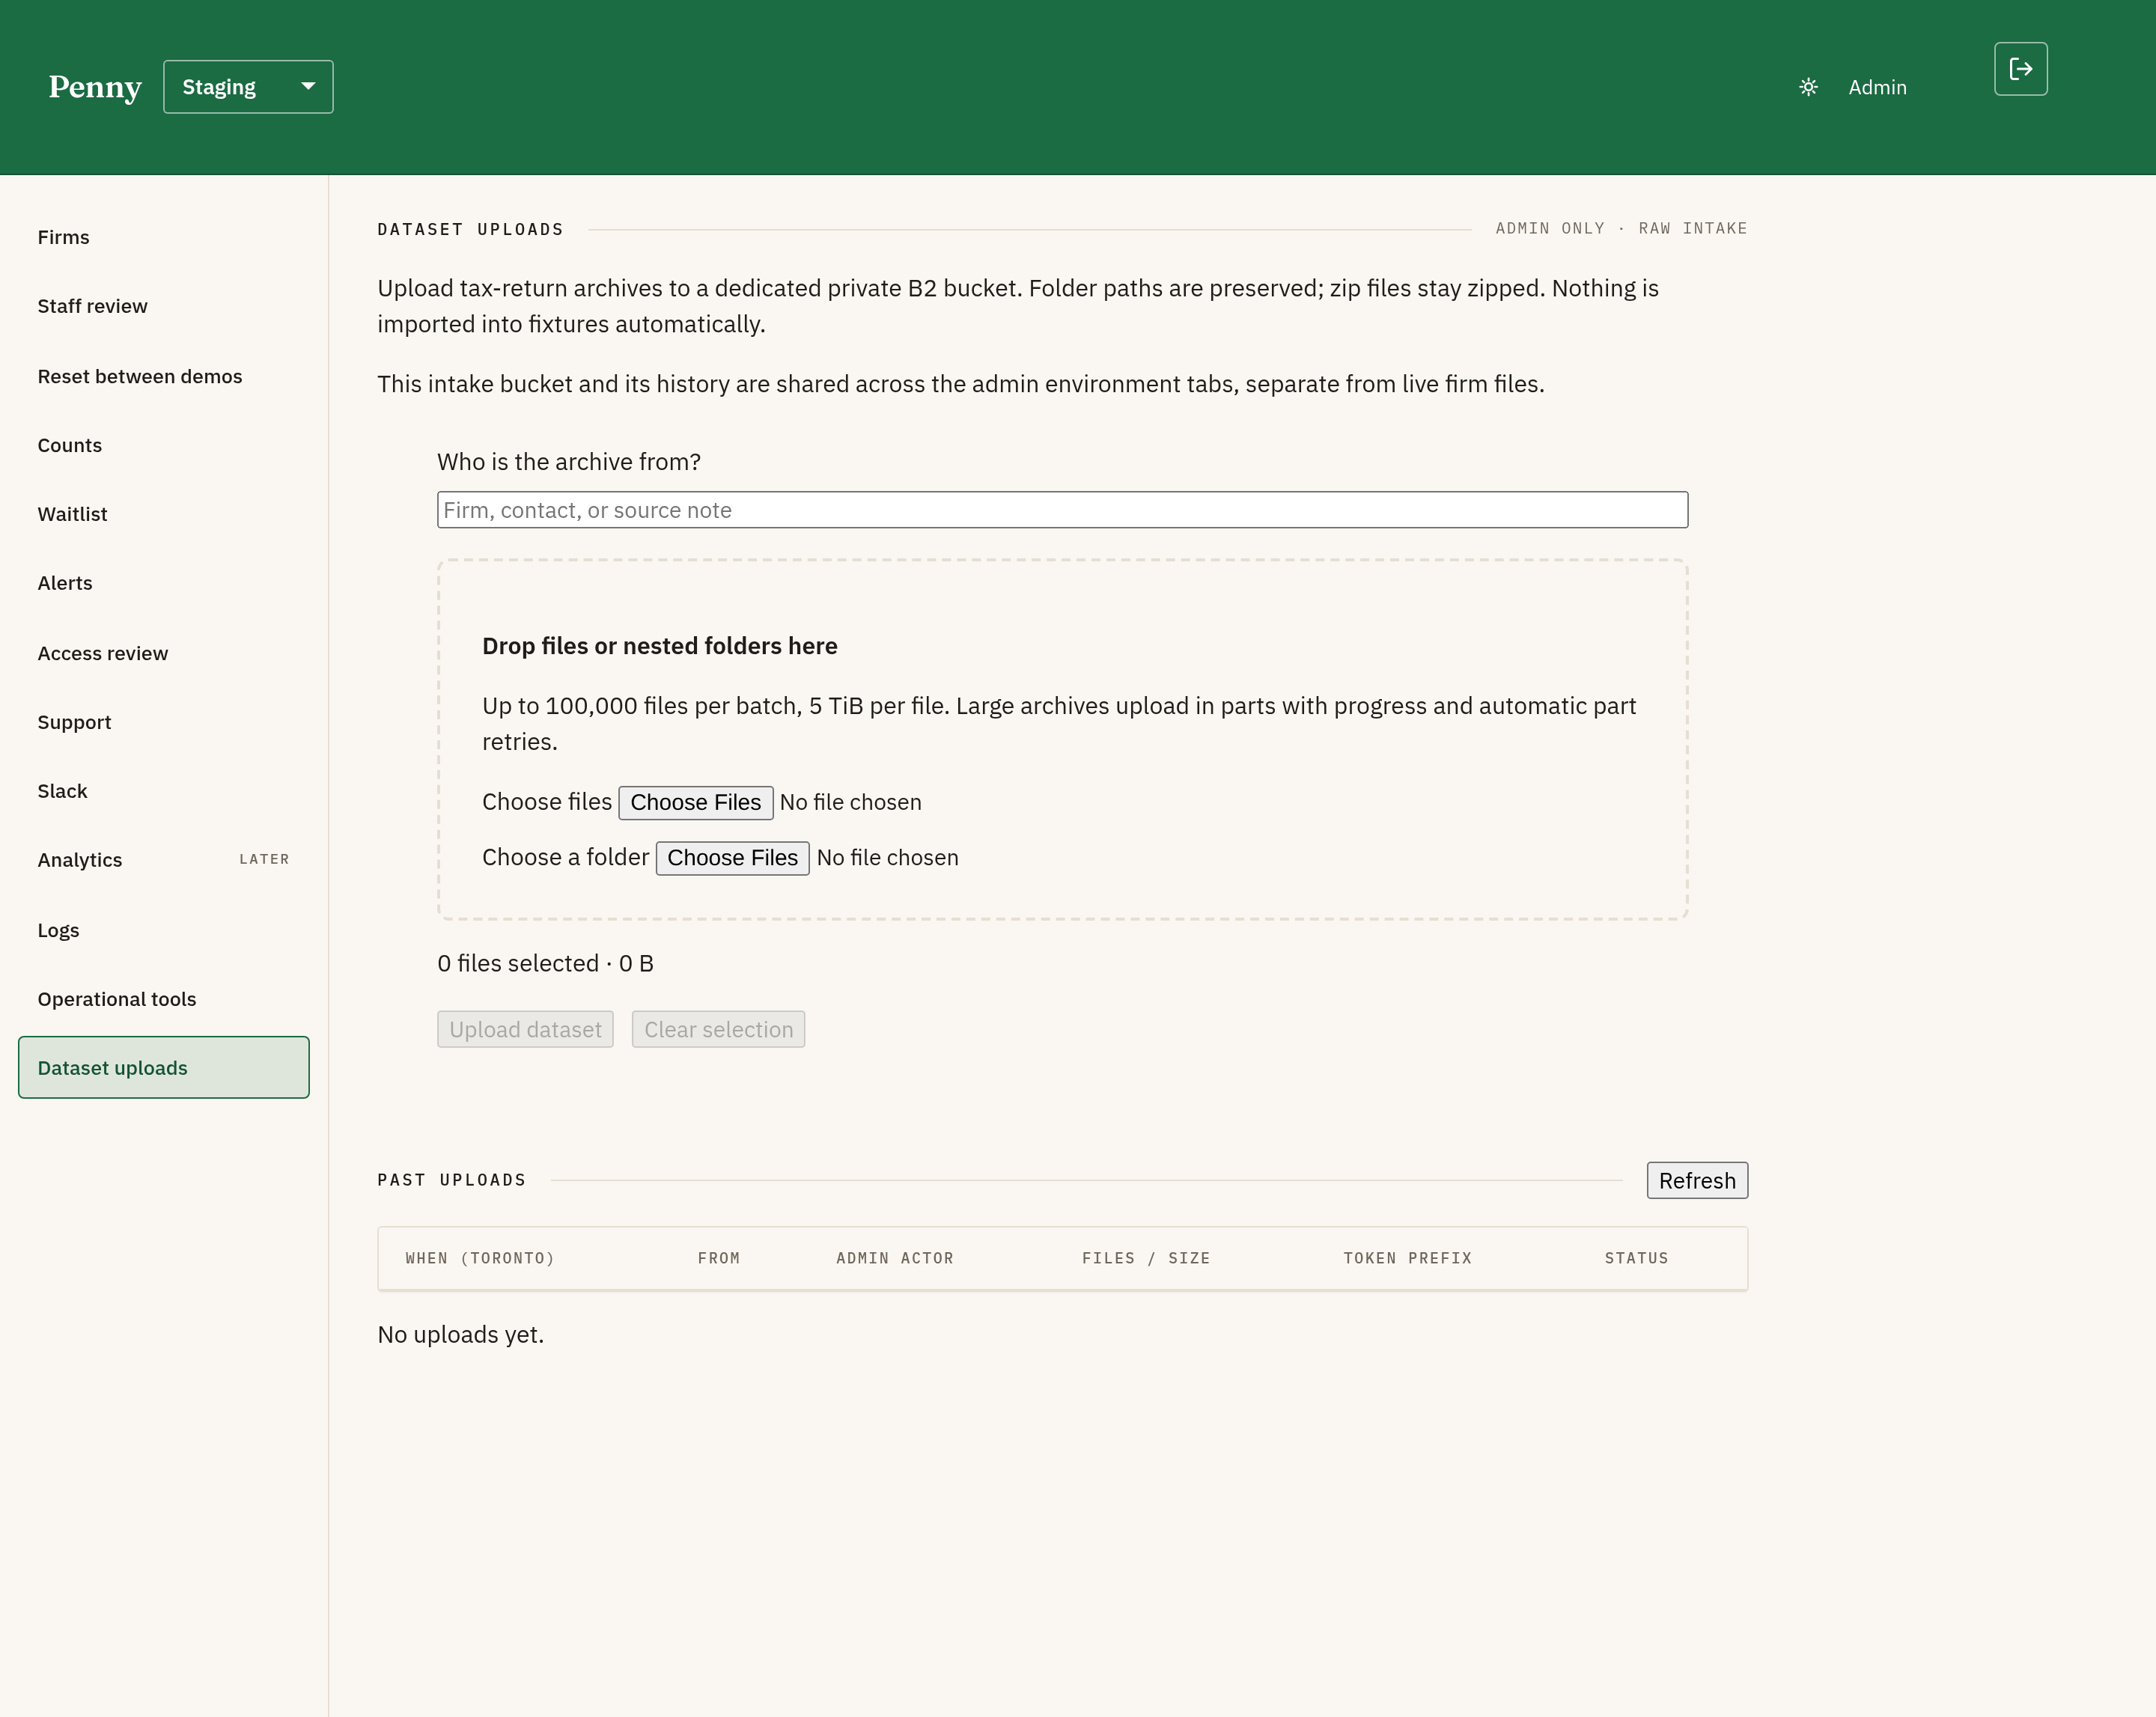 Penny
Staging
Admin
Firms
Staff review
Reset between demos
Counts
Waitlist
Alerts
Access review
Support
Slack
Analytics LATER
Logs
Operational tools
Dataset uploads
DATASET UPLOADS
ADMIN ONLY · RAW INTAKE
Upload tax-return archives to a dedicated private B2 bucket. Folder paths are preserved; zip files stay zipped. Nothing is
imported into fixtures automatically.
This intake bucket and its history are shared across the admin environment tabs, separate from live firm files.
Who is the archive from?
Firm, contact, or source note
Drop files or nested folders here
Up to 100,000 files per batch, 5 TiB per file. Large archives upload in parts with progress and automatic part
retries.
Choose files Choose Files No file chosen
Choose a folder Choose Files No file chosen
0 files selected · 0 B
Upload dataset Clear selection
PAST UPLOADS
Refresh
WHEN (TORONTO) FROM ADMIN ACTOR FILES / SIZE TOKEN PREFIX STATUS
No uploads yet.